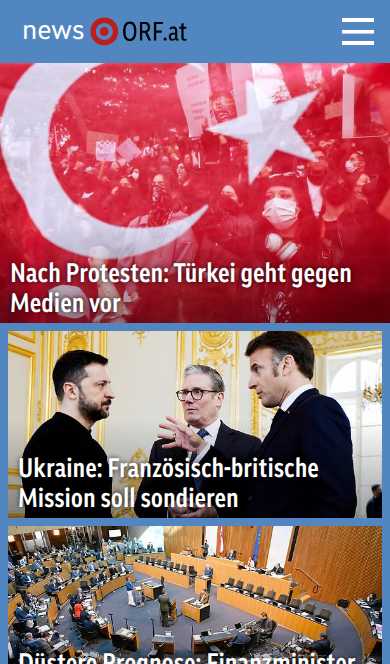 news ORF.at
Nach Protesten: Türkei geht gegen
Medien vor
Ukraine: Französisch-britische
Mission soll sondieren
Düstere Prognose: Finanzminister